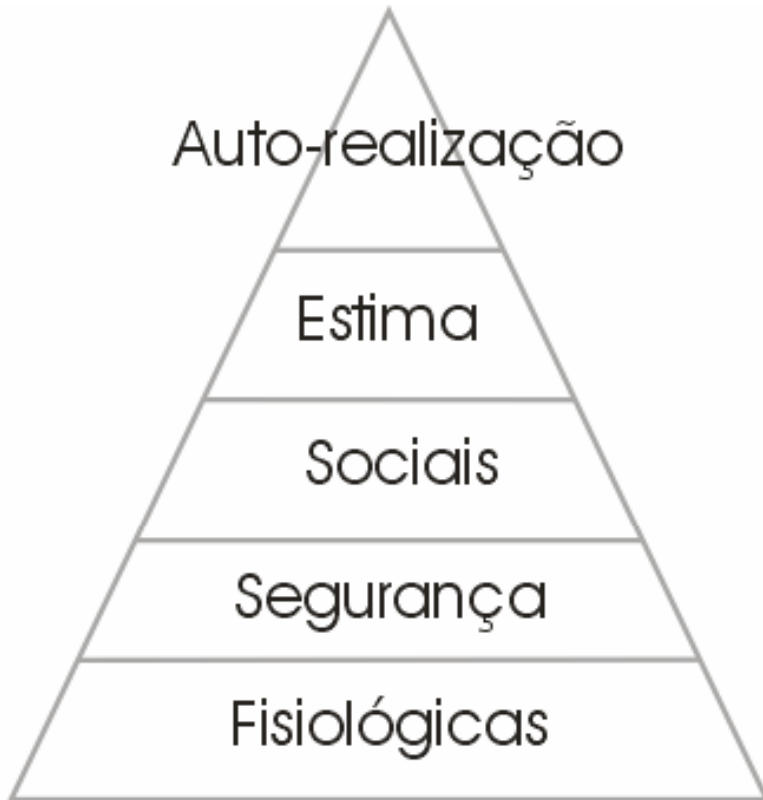 Auto-realização
Estima
Sociais
Segurança
Fisiológicas